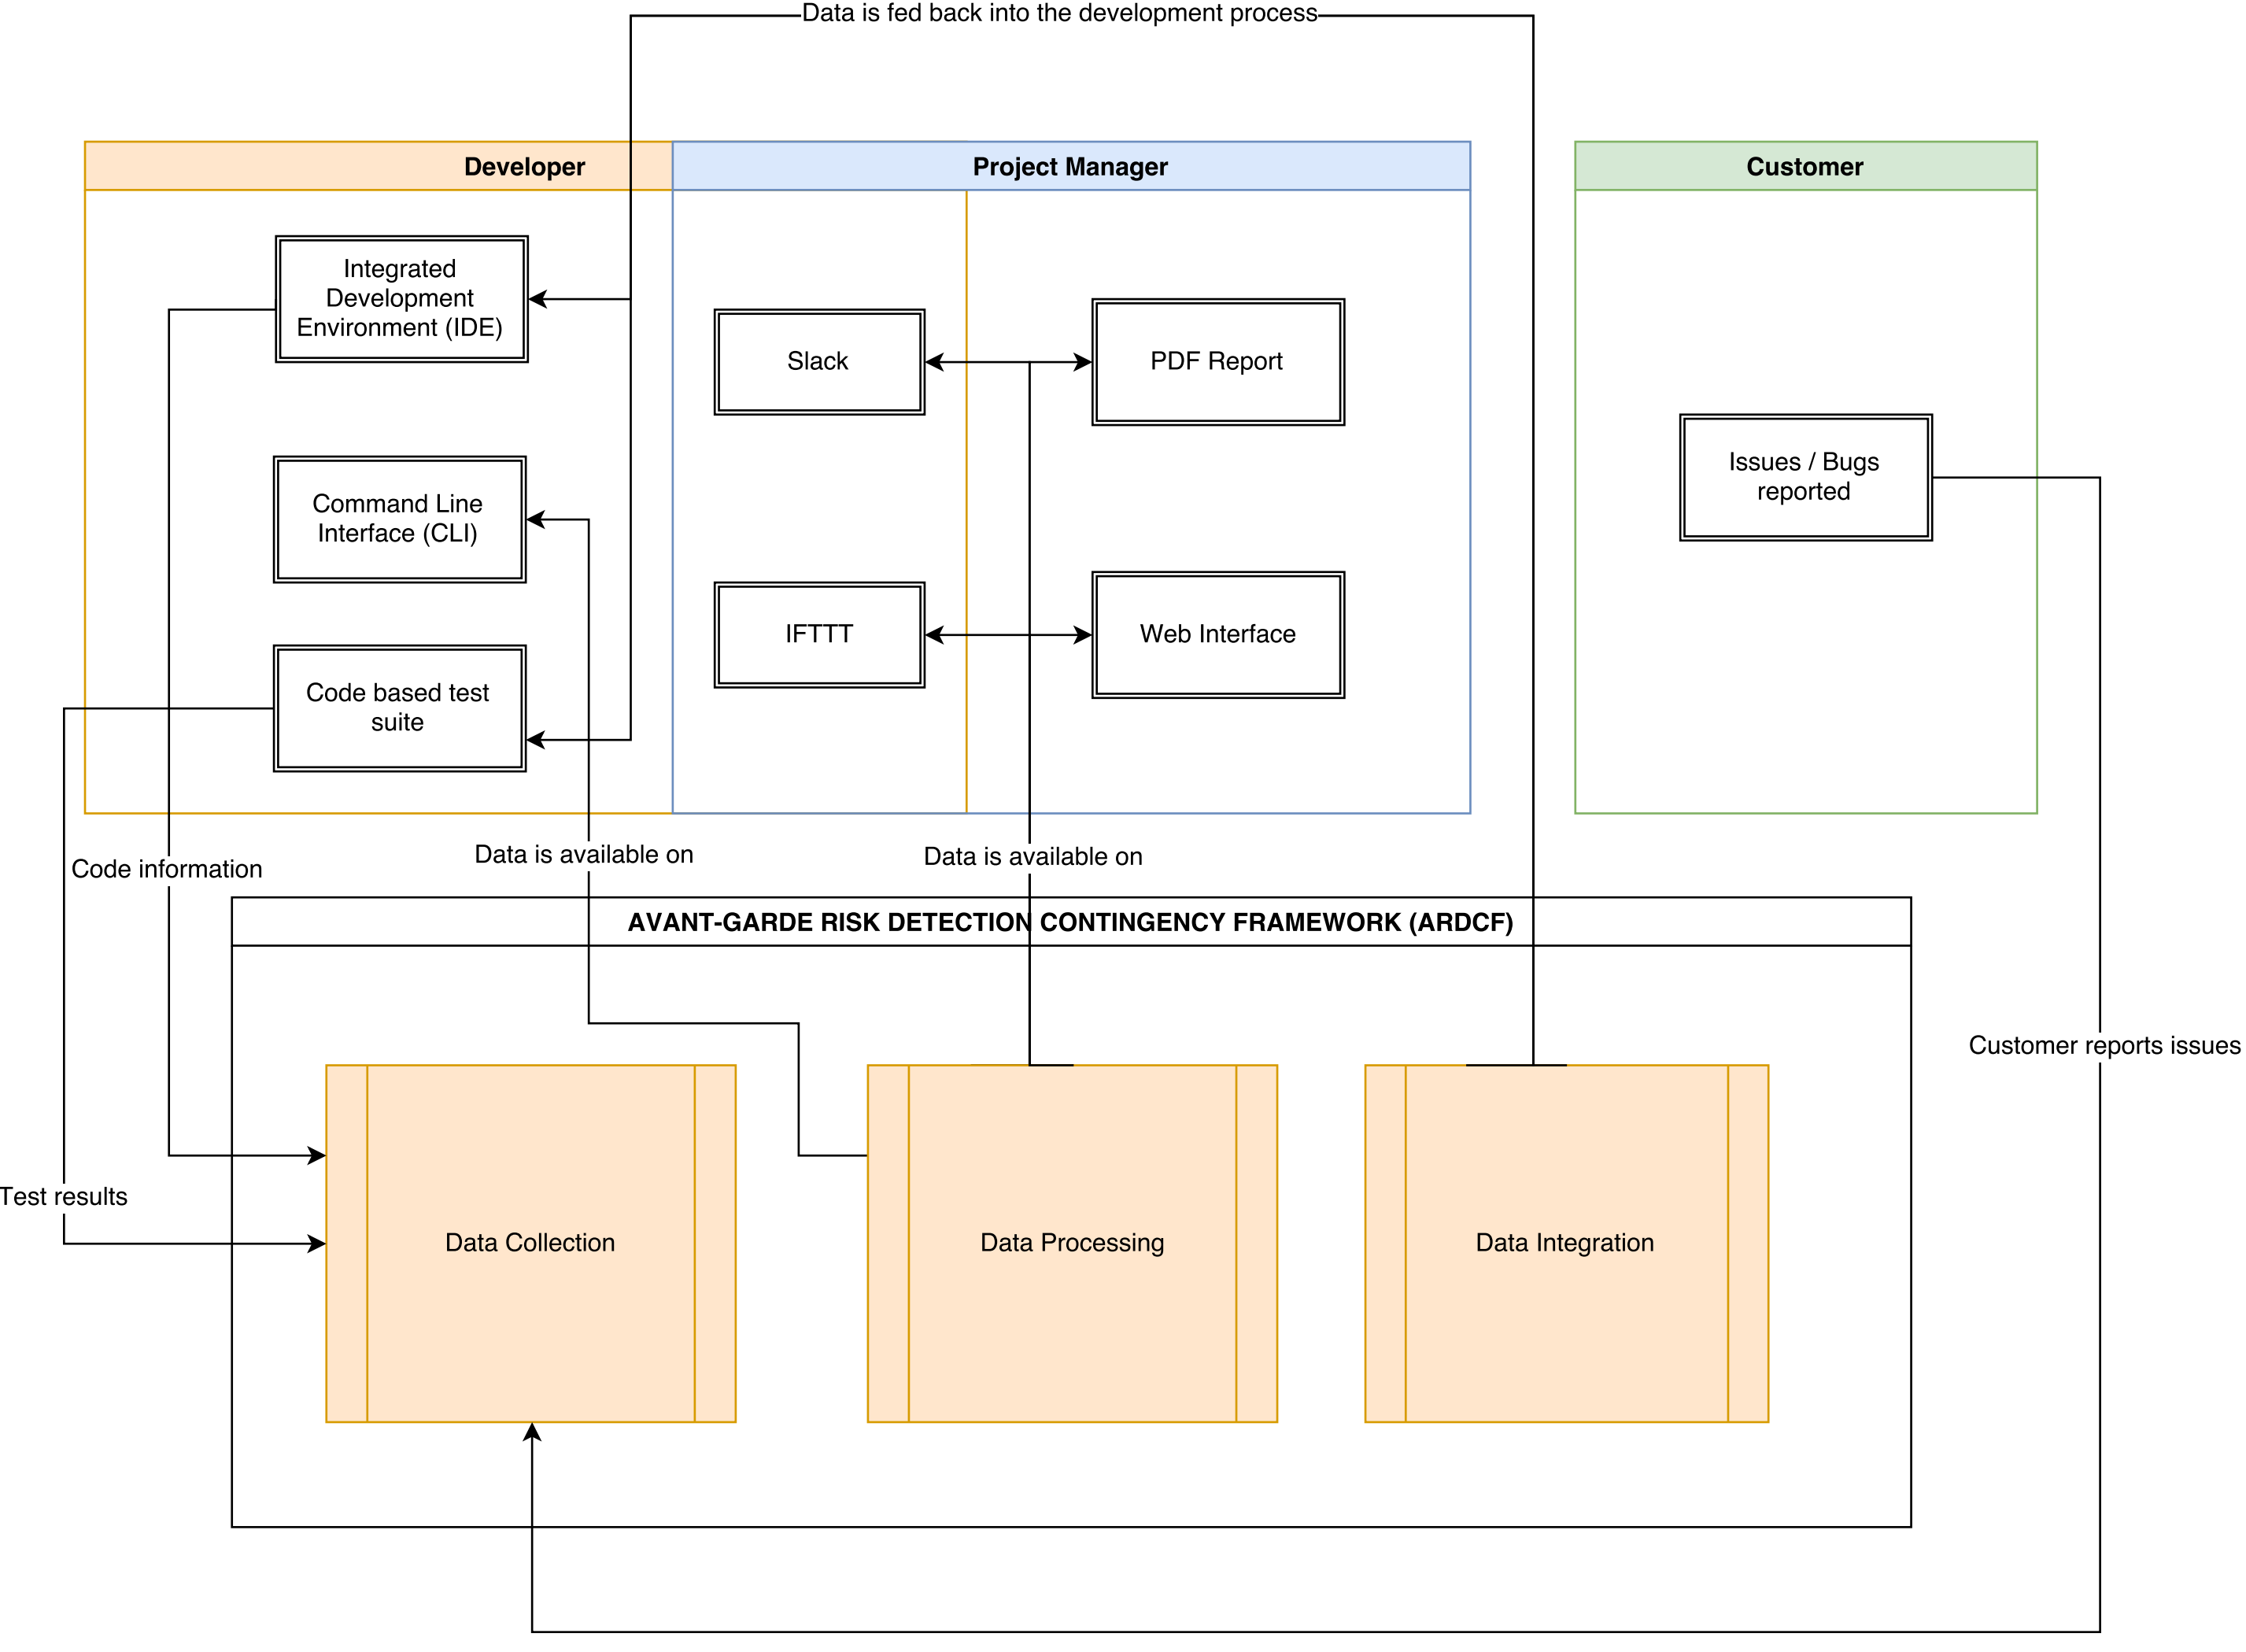 Data is fed back into the development process
Developer
Project Manager
Customer
Integrated
Development
Environment (IDE)
Slack
PDF Report
Issues / Bugs
reported
Command Line
Interface (CLI)
IFTTT
Web Interface
Code based test
suite
Code information
Data is available on
Data is available on
AVANT-GARDE RISK DETECTION CONTINGENCY FRAMEWORK (ARDCF)
Customer reports issues
Test results
Data Collection
Data Processing
Data Integration